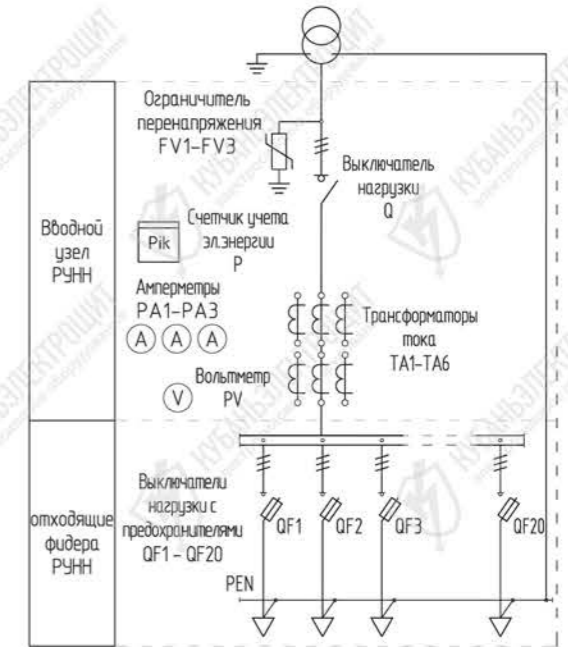 Ограничитель
перенапряжения
FV1-FV3
Выключатель
нагрузки
Q
Счетчик учета
эл.энергии
P
Pik
Вводной
узел
РУНН
Амперметры
PA1-PA3
A A A
Трансформаторы
тока
TA1-TA6
Вольтметр
PV
V
Выключатели
нагрузки с
предохранителями
QF1 - QF20
отходящие
фидера
РУНН
QF1 QF2 QF3 QF20
PEN
КУБАНЬЭЛЕКТРОЩИТ